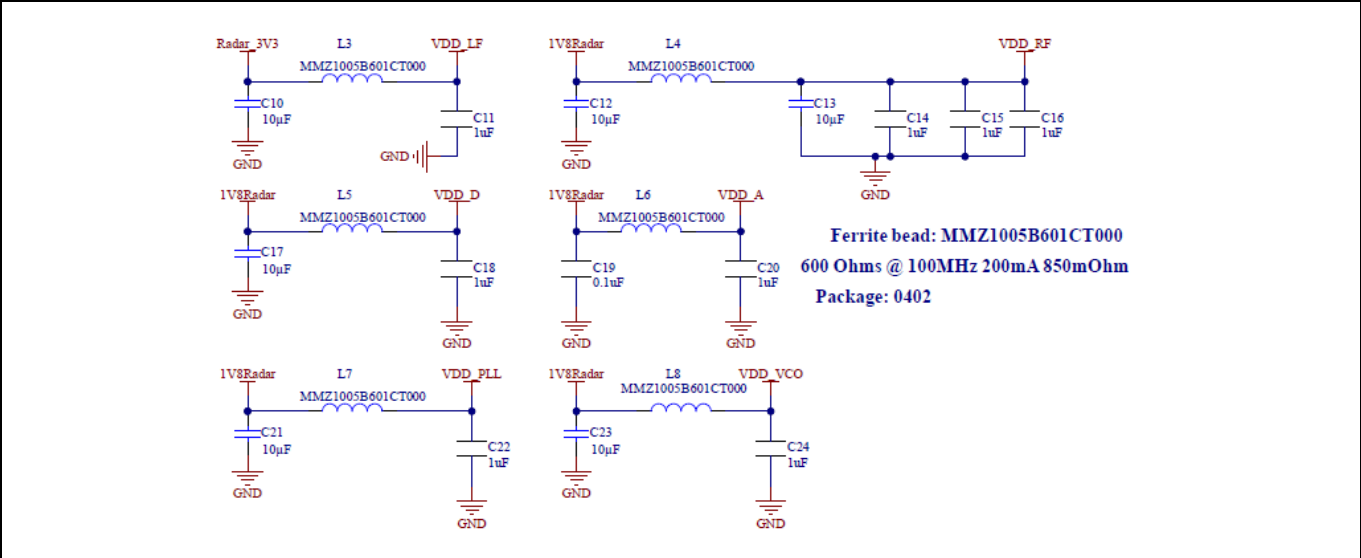 Radar_3V3 L3 VDD_LF
MMZ1005B601CT000
C10
10µF
GND
C11
1uF
GND
1V8Radar L4 VDD_RF
MMZ1005B601CT000
C12
10µF
GND
C13
10µF
C14
1uF
C15
1uF
C16
1uF
GND
1V8Radar L5 VDD_D
MMZ1005B601CT000
C17
10µF
GND
C18
1uF
GND
1V8Radar L6 VDD_A
MMZ1005B601CT000
C19
0.1uF
GND
C20
1uF
GND
Ferrite bead: MMZ1005B601CT000
600 Ohms @ 100MHz 200mA 850mOhm
Package: 0402
1V8Radar L7 VDD_PLL
MMZ1005B601CT000
C21
10µF
GND
C22
1uF
GND
1V8Radar L8 VDD_VCO
MMZ1005B601CT000
C23
10µF
GND
C24
1uF
GND